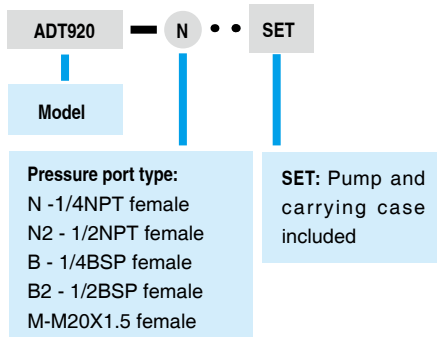 ADT920 — N • • SET
Model
Pressure port type:
N -1/4NPT female
N2 - 1/2NPT female
B - 1/4BSP female
B2 - 1/2BSP female
M-M20X1.5 female
SET: Pump and
carrying case
included